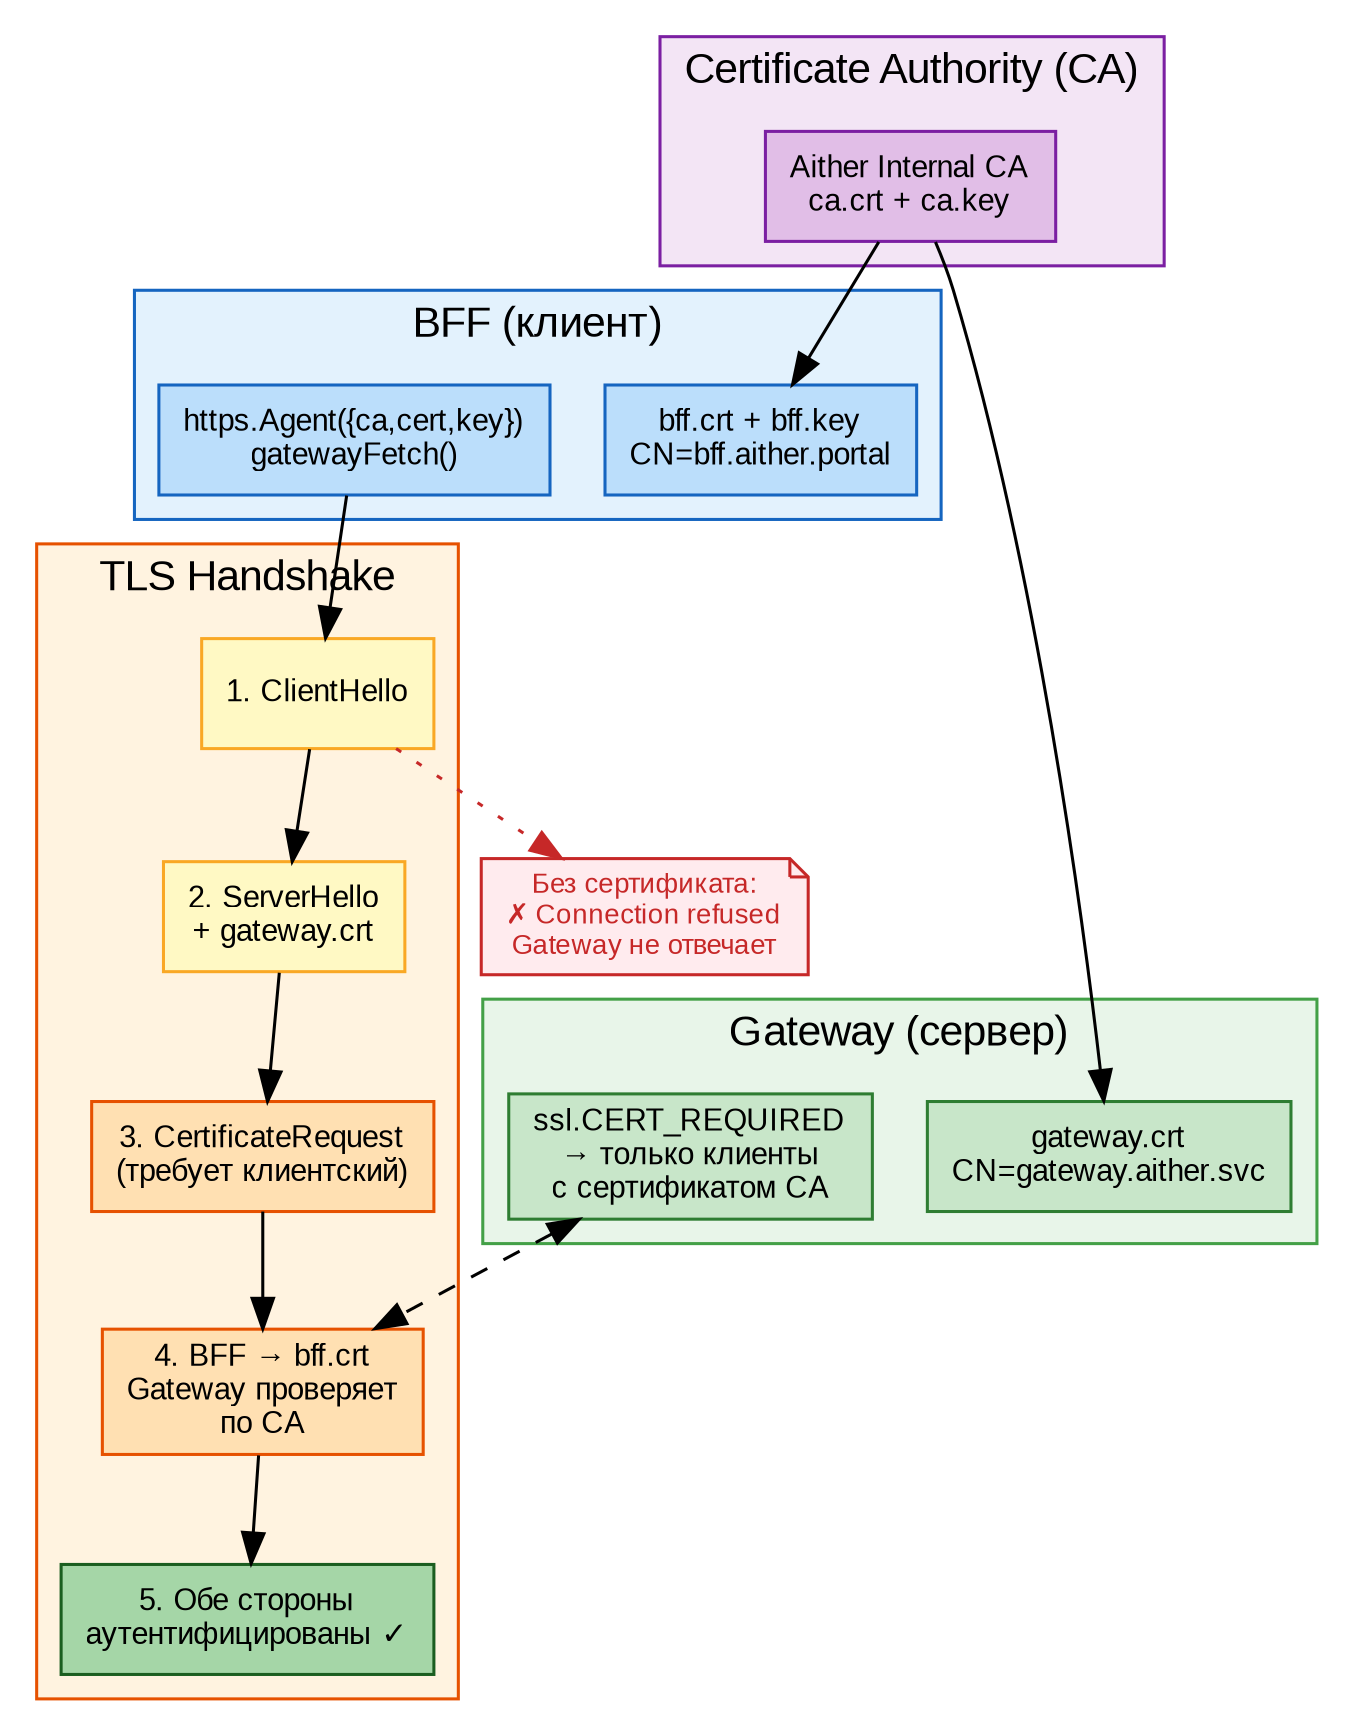 Certificate Authority (CA)
Aither Internal CA
ca.crt + ca.key
BFF (клиент)
https.Agent({ca,cert,key})
gatewayFetch()
bff.crt + bff.key
CN=bff.aither.portal
TLS Handshake
1. ClientHello
2. ServerHello
+ gateway.crt
Без сертификата:
✗ Connection refused
Gateway не отвечает
Gateway (сервер)
ssl.CERT_REQUIRED
→ только клиенты
с сертификатом CA
gateway.crt
CN=gateway.aither.svc
3. CertificateRequest
(требует клиентский)
4. BFF → bff.crt
Gateway проверяет
по CA
5. Обе стороны
аутентифицированы ✓